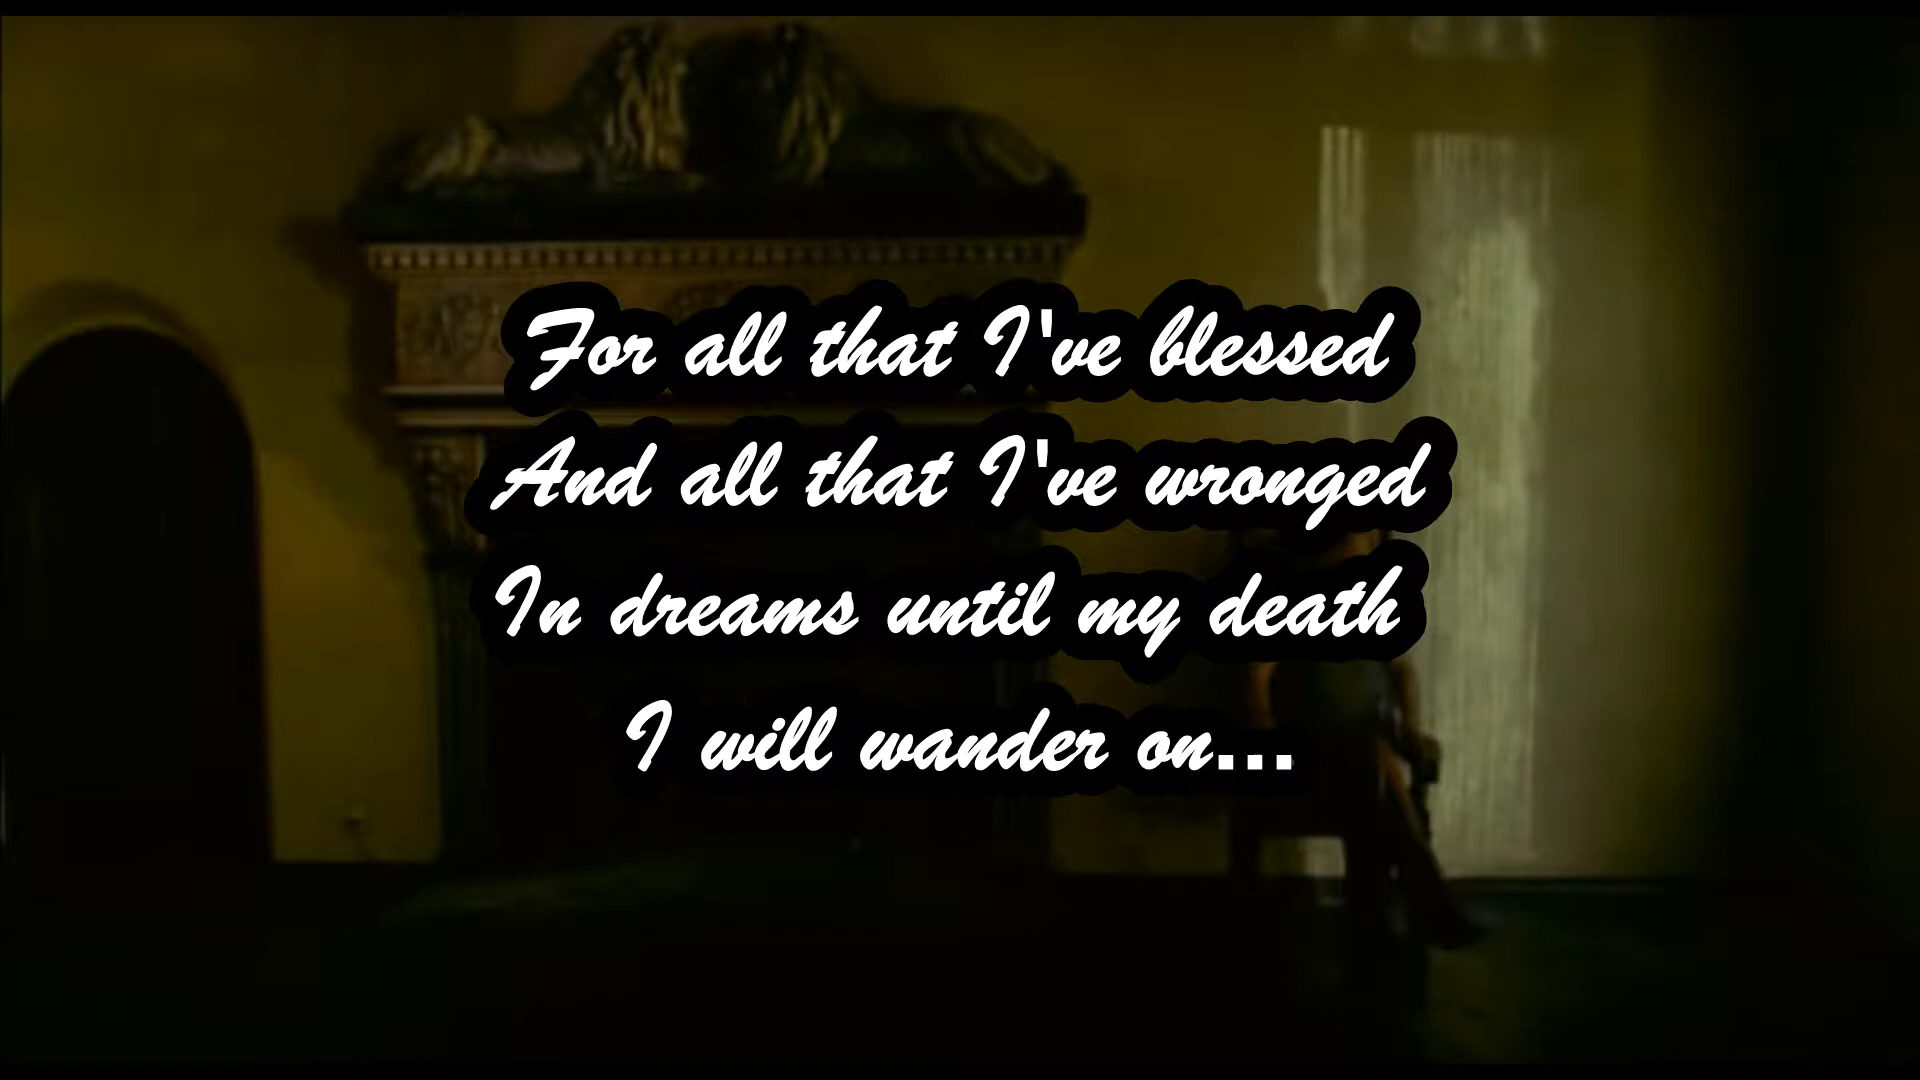 For all that I've blessed
And all that I've wronged
In dreams until my death
I will wander on...